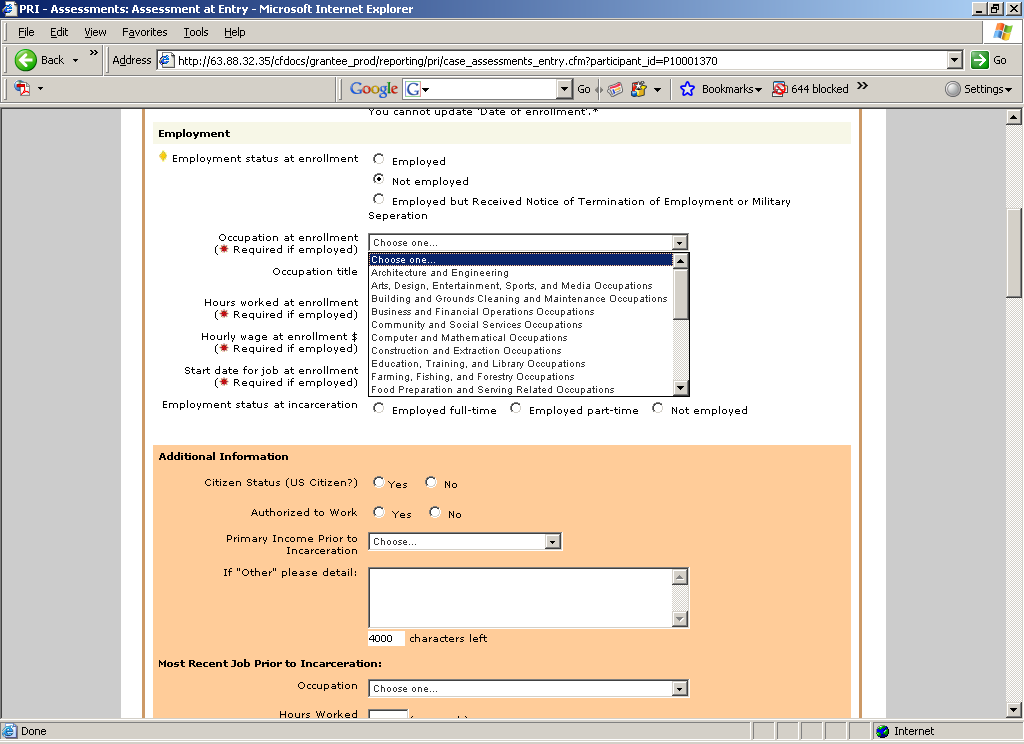 PRI - Assessments: Assessment at Entry - Microsoft Internet Explorer
File Edit View Favorites Tools Help
Back » Address http://63.88.32.35/cfdocs/grantee_prod/reporting/pri/case_assessments_entry.cfm?participant_id=P10001370 Go
Google G Go Bookmarks 644 blocked » Settings
You cannot update 'Date of enrollment'.*
Employment
Employment status at enrollment
Employed
Not employed
Employed but Received Notice of Termination of Employment or Military
Seperation
Occupation at enrollment
(* Required if employed)
Choose one...
Choose one...
Architecture and Engineering
Arts, Design, Entertainment, Sports, and Media Occupations
Building and Grounds Cleaning and Maintenance Occupations
Business and Financial Operations Occupations
Community and Social Services Occupations
Computer and Mathematical Occupations
Construction and Extraction Occupations
Education, Training, and Library Occupations
Farming, Fishing, and Forestry Occupations
Food Preparation and Serving Related Occupations
Occupation title
Hours worked at enrollment
(* Required if employed)
Hourly wage at enrollment $
(* Required if employed)
Start date for job at enrollment
(* Required if employed)
Employment status at incarceration Employed full-time Employed part-time Not employed
Additional Information
Citizen Status (US Citizen?) Yes No
Authorized to Work Yes No
Primary Income Prior to
Incarceration
Choose...
If "Other" please detail:
4000 characters left
Most Recent Job Prior to Incarceration:
Occupation Choose one...
Hours Worked
Done Internet